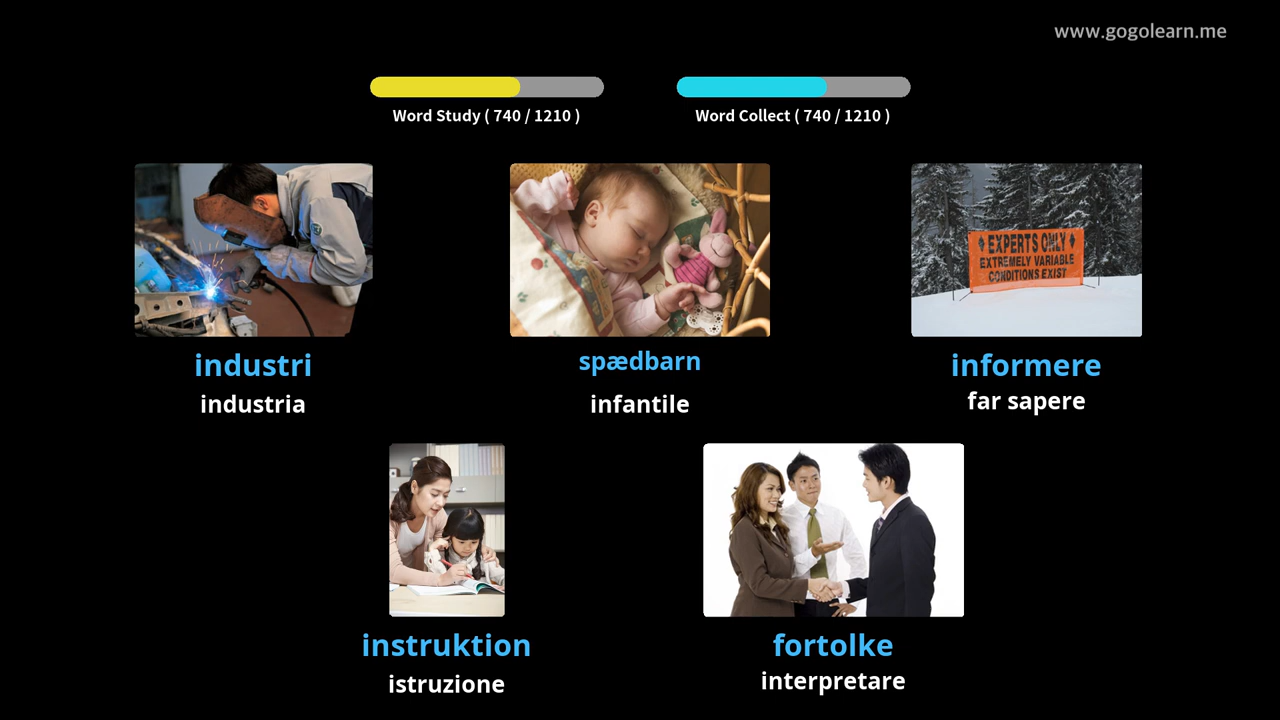 www.gogolearn.me
Word Study ( 740 / 1210 )
Word Collect ( 740 / 1210 )
EXPERTS ONLY
EXTREMELY VARIABLE
CONDITIONS EXIST
industri
industria
spædbarn
infantile
informere
far sapere
instruktion
istruzione
fortolke
interpretare